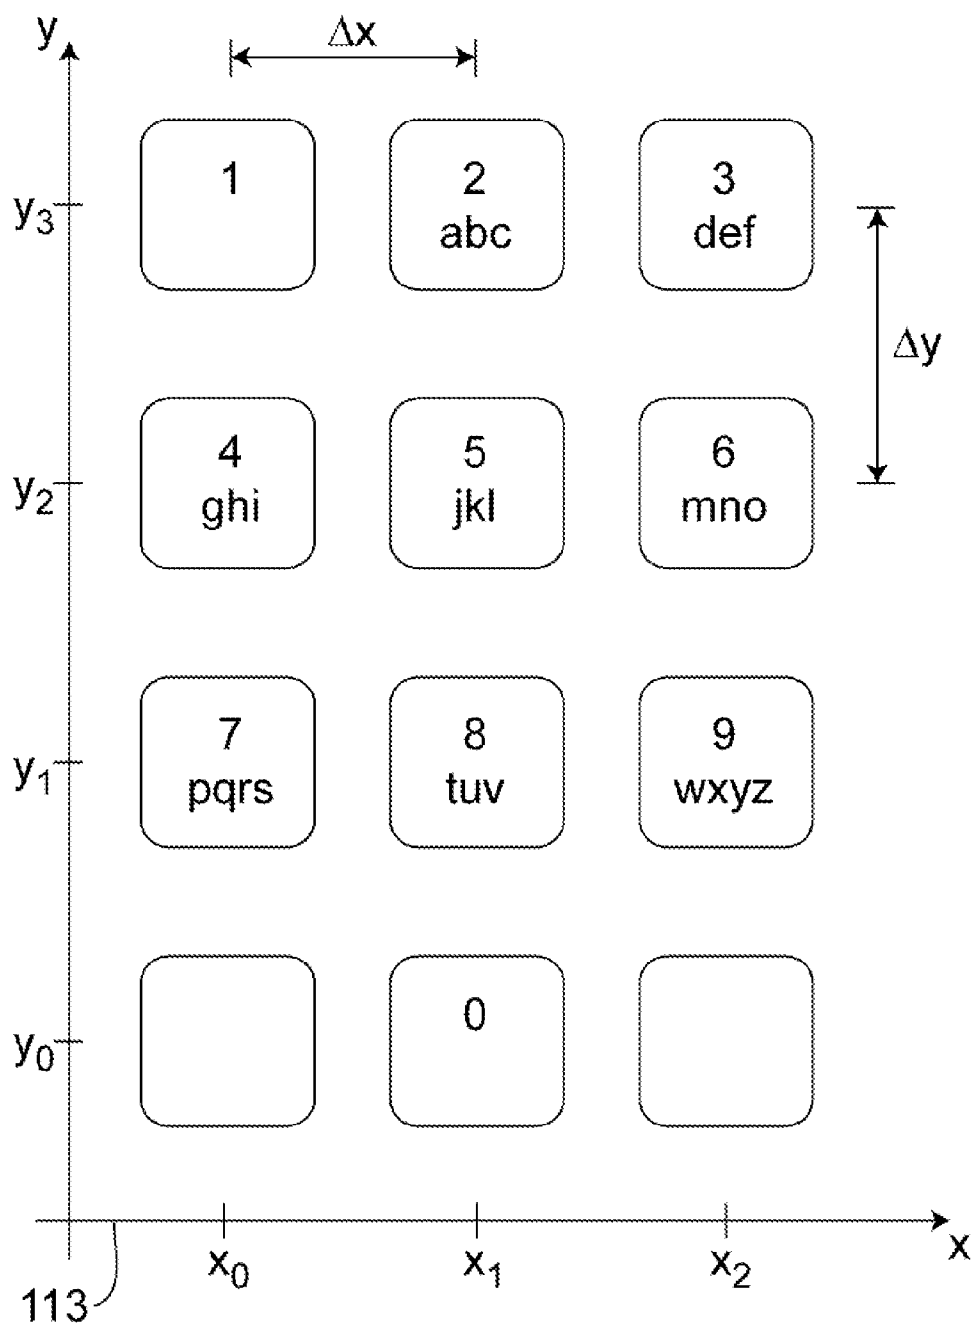 y
Δx
y3
1
2
abc
3
def
Δy
y2
4
ghi
5
jkl
6
mno
y1
7
pqrs
8
tuv
9
wxyz
y0
0
x
x0
x1
x2
113